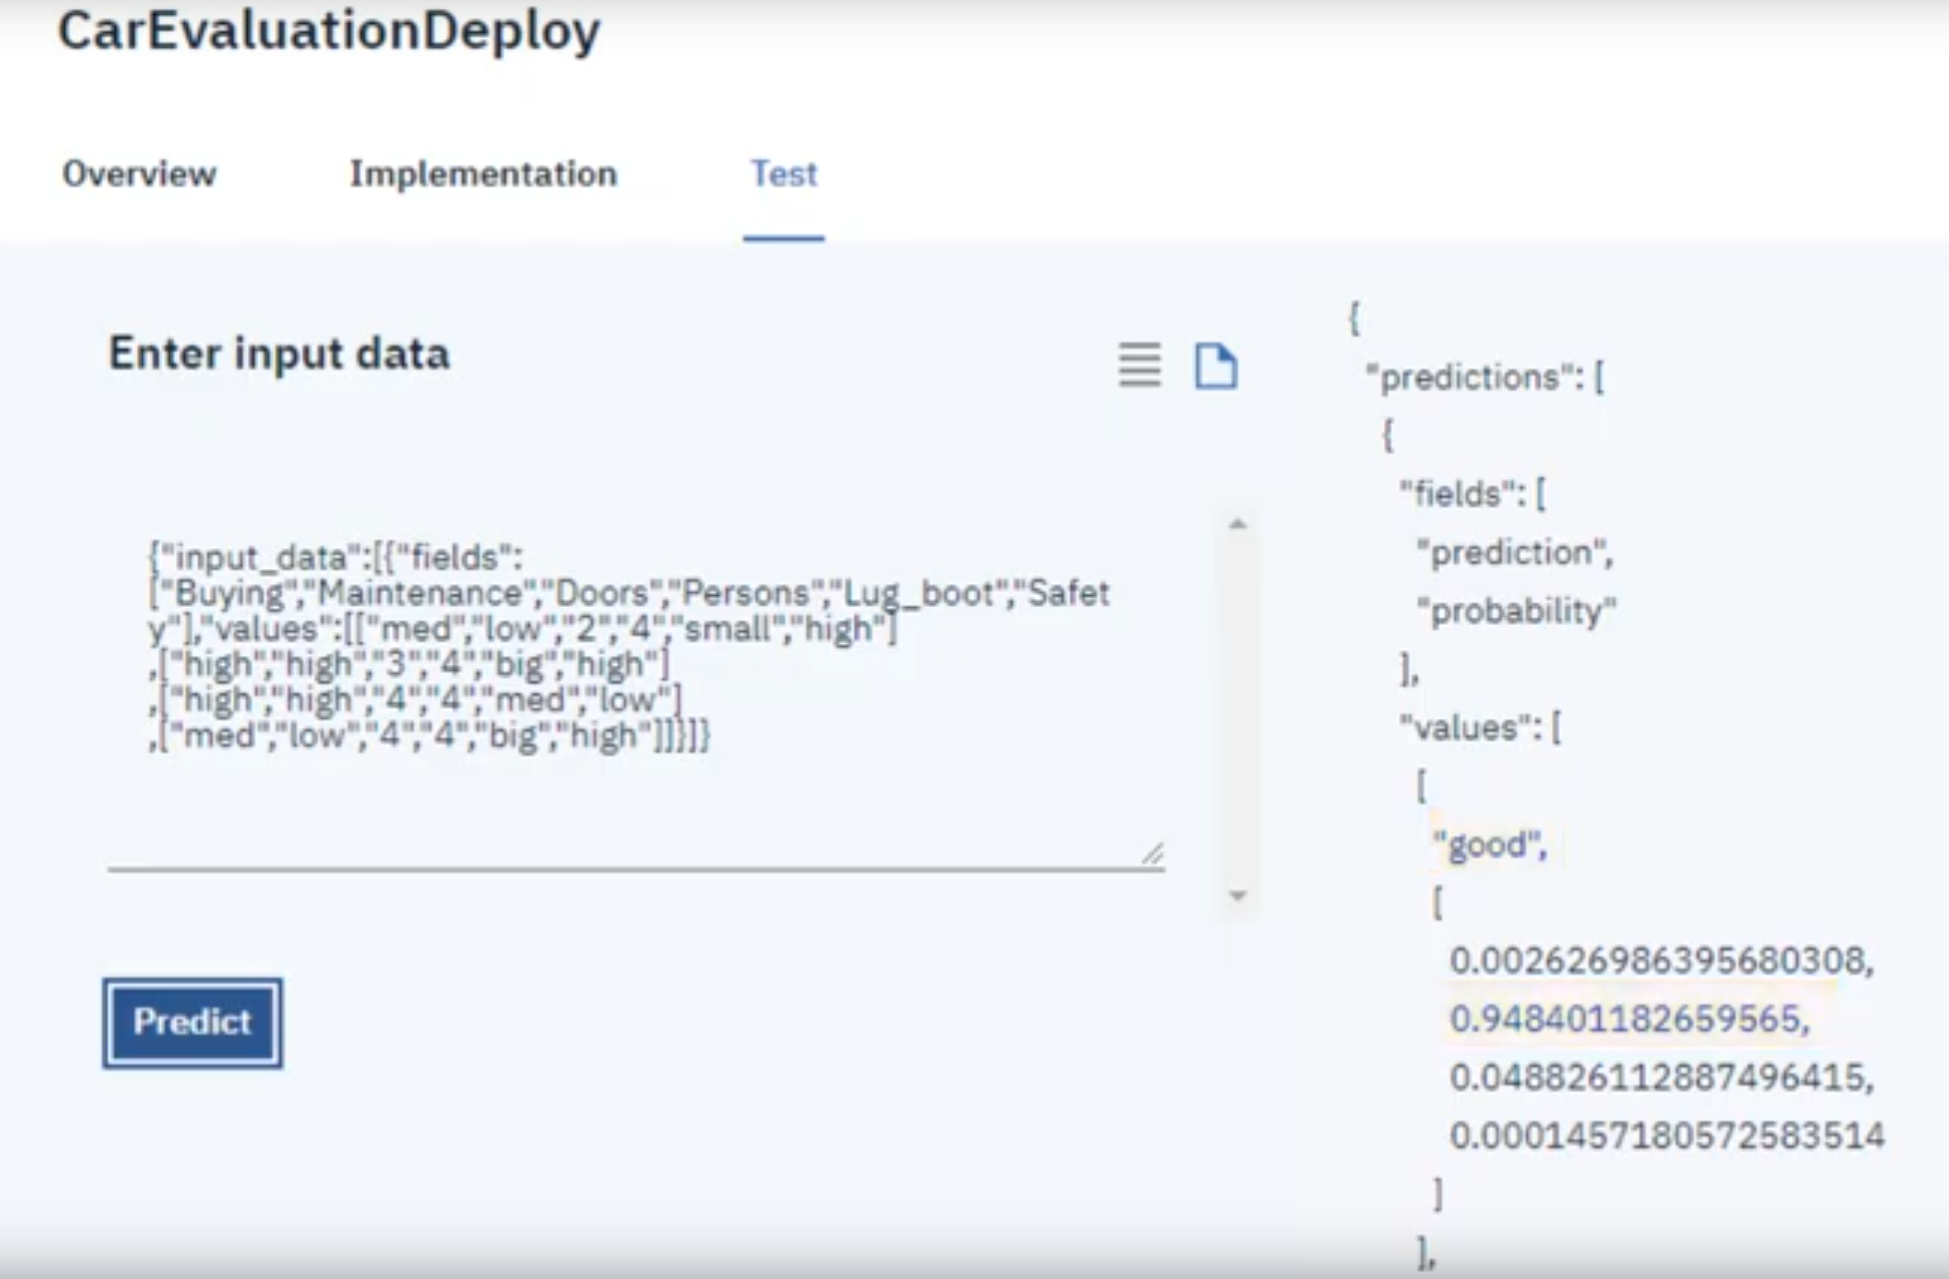 CarEvaluationDeploy
Overview
Implementation
Test
Enter input data
{"input_data":[{"fields":
["Buying","Maintenance","Doors","Persons","Lug_boot","Safet
y"],"values":[["med","low","2","4","small","high"]
,["high","high","3","4","big","high"]
,["high","high","4","4","med","low"]
,["med","low","4","4","big","high"]]}]}
Predict
{
"predictions": [
{
"fields": [
"prediction",
"probability"
],
"values": [
[
"good",
[
0.002626986395680308,
0.948401182659565,
0.048826112887496415,
0.0001457180572583514
]
],